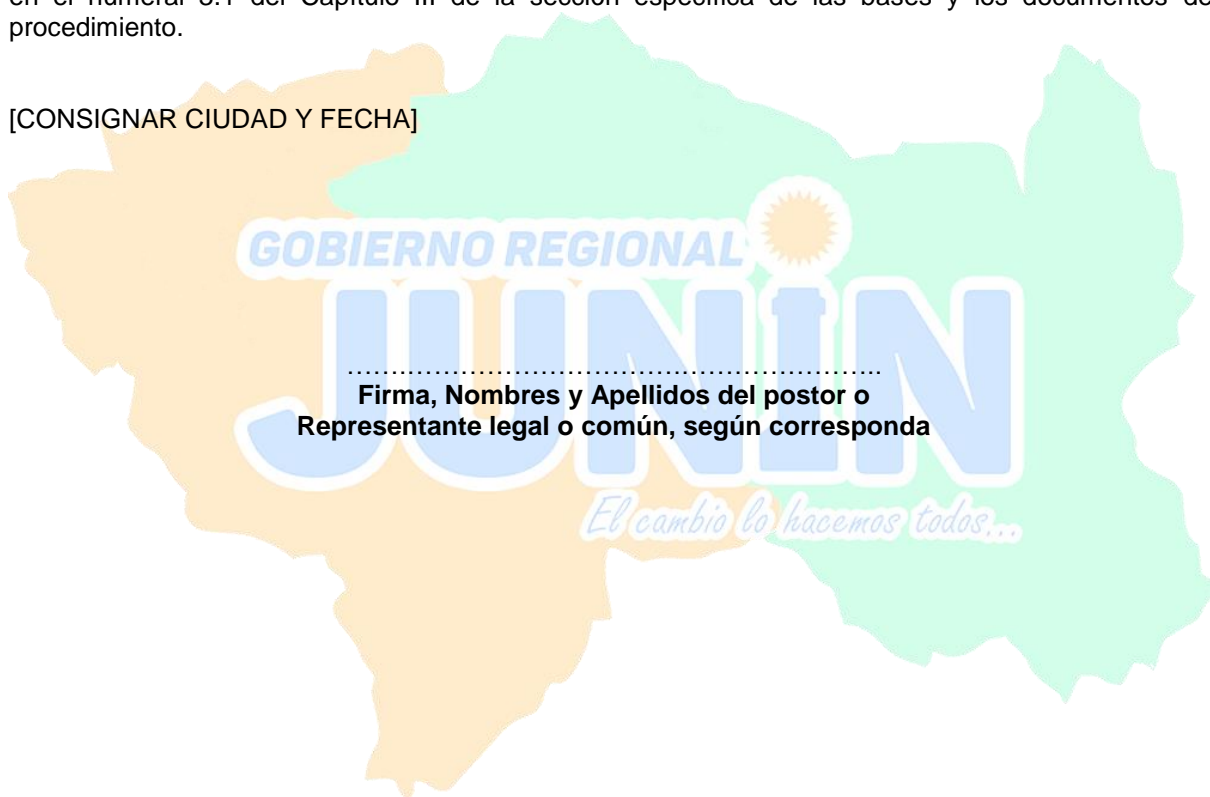 en el numeral 3.1 del Capítulo III de la sección específica de las bases y los documentos de
procedimiento.
[CONSIGNAR CIUDAD Y FECHA]
GOBIERNO REGIONAL
JUNIN
…………………………………………………..
Firma, Nombres y Apellidos del postor o
Representante legal o común, según corresponda
El cambio lo hacemos todos...